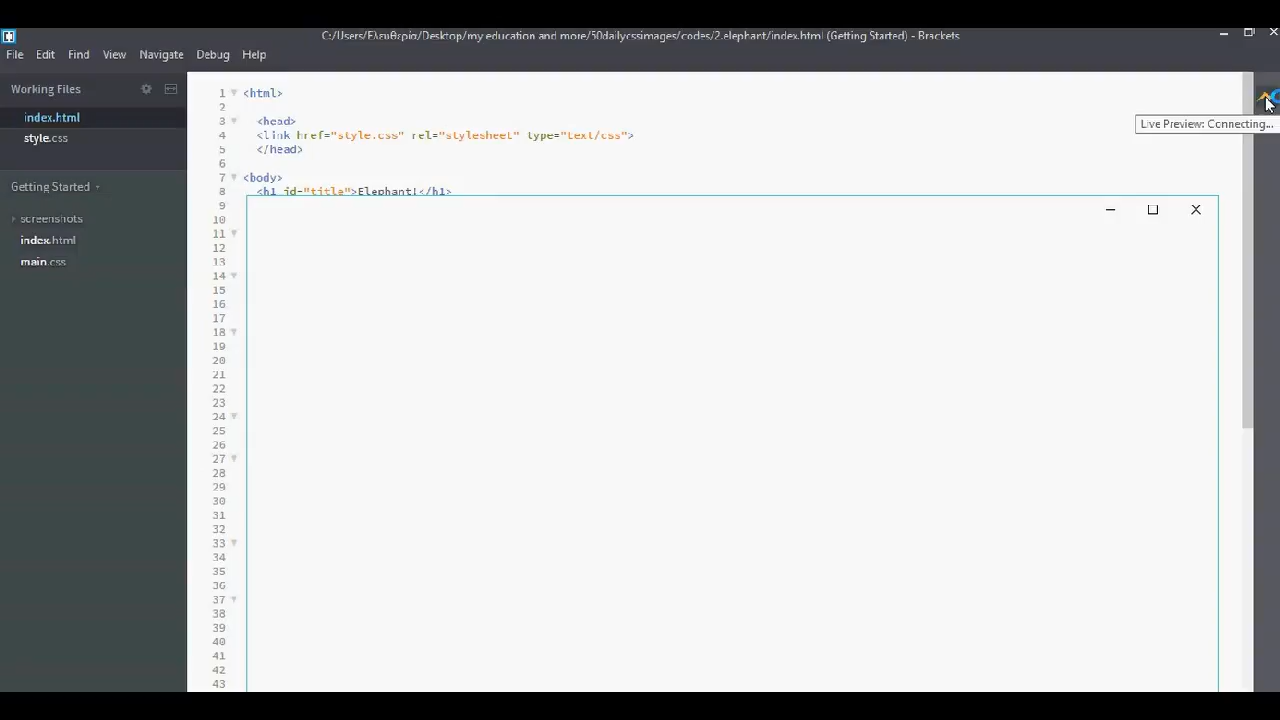 C:/Users/Ελευθερία/Desktop/my education and more/50dailycssimages/codes/2.elephant/index.html (Getting Started) - Brackets
File Edit Find View Navigate Debug Help
Working Files
index.html
style.css
Getting Started
screenshots
index.html
main.css
1 <html>
2
3 <head>
4 <link href="style.css" rel="stylesheet" type="text/css">
5 </head>
6
7 <body>
8 <h1 id="title">Elephant!</h1>
9
10
11
12
13
14
15
16
17
18
19
20
21
22
23
24
25
26
27
28
29
30
31
32
33
34
35
36
37
38
39
40
41
42
43
Live Preview: Connecting...